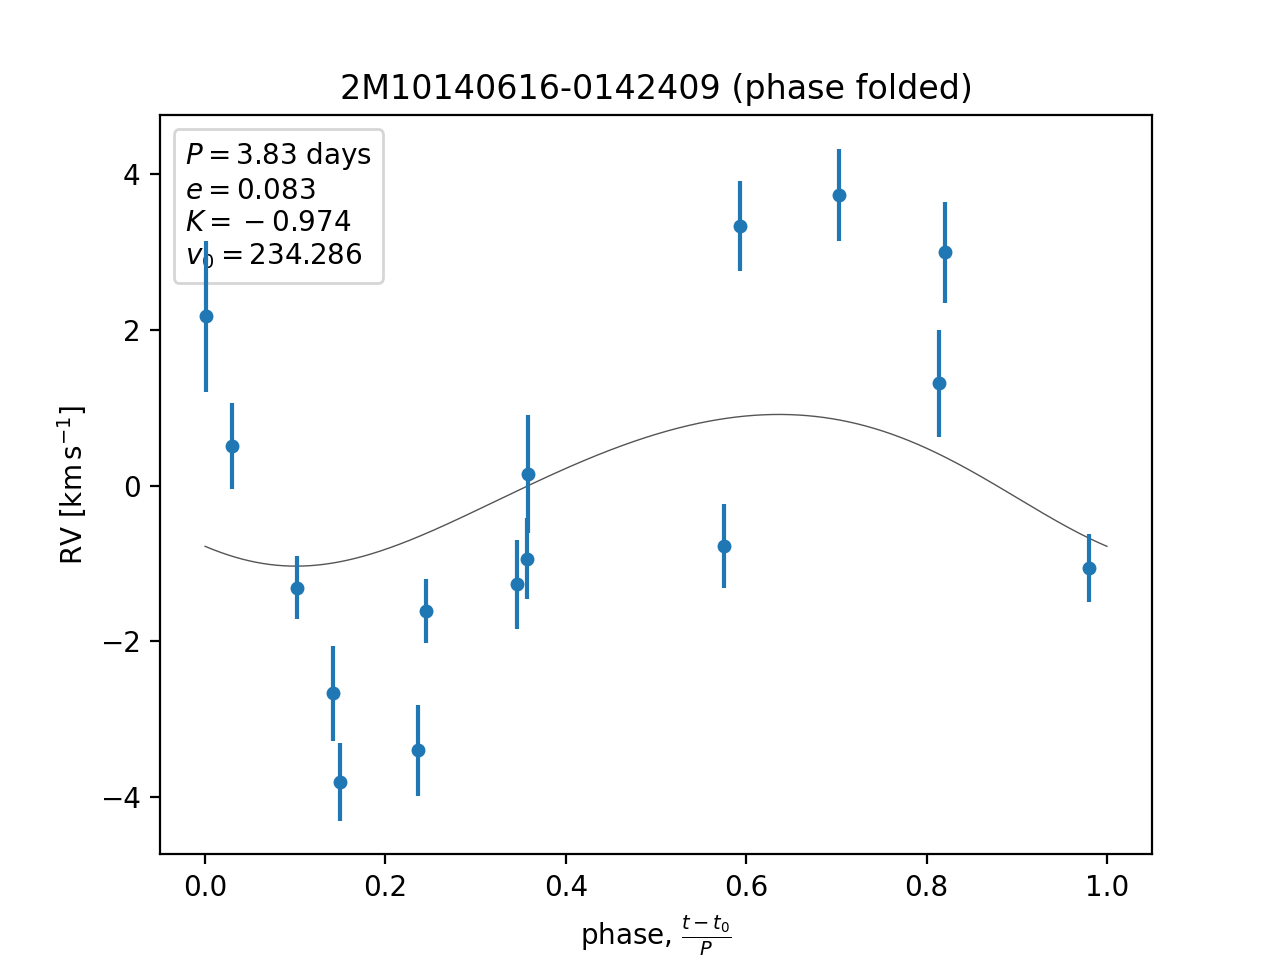 2M10140616-0142409 (phase folded)
P = 3.83 days
e = 0.083
K = −0.974
v₀ = 234.286
4
2
0
−2
−4
RV [km s⁻¹]
0.0 0.2 0.4 0.6 0.8 1.0
phase, (t − t₀)/P